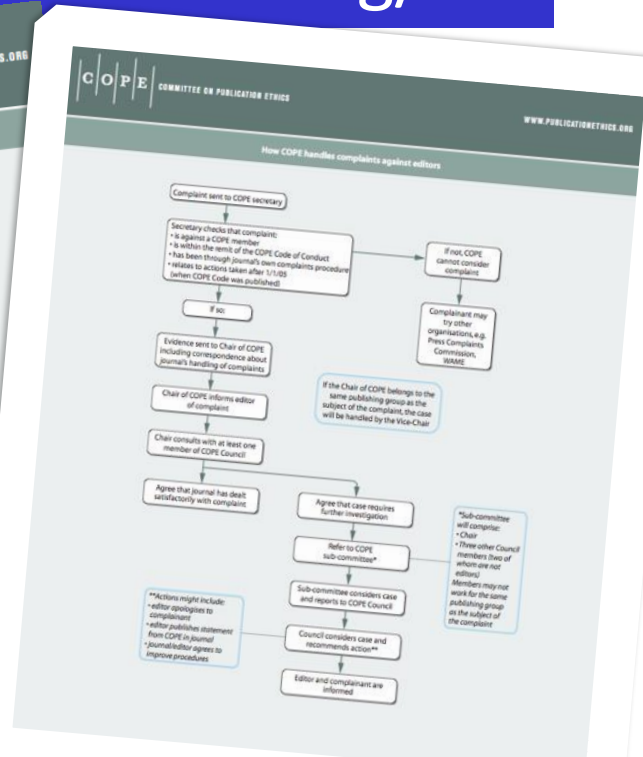 S.ORG
C O P E COMMITTEE ON PUBLICATION ETHICS
WWW.PUBLICATIONETHICS.ORG
How COPE handles complaints against editors
Complaint sent to COPE secretary
Secretary checks that complaint:
• is against a COPE member
• is within the remit of the COPE Code of Conduct
• has been through journal's own complaints procedure
• relates to actions taken after 1/1/05
(when COPE Code was published)
If not, COPE
cannot consider
complaint
Complainant may
try other
organisations, e.g.
Press Complaints
Commission,
WAME
If so:
Evidence sent to Chair of COPE
including correspondence about
journal's handling of complaints
If the Chair of COPE belongs to the
same publishing group as the
subject of the complaint, the case
will be handled by the Vice-Chair
Chair of COPE informs editor
of complaint
Chair consults with at least one
member of COPE Council
Agree that journal has dealt
satisfactorily with complaint
Agree that case requires
further investigation
Refer to COPE
sub-committee*
*Sub-committee
will comprise:
• Chair
• Three other Council
members (two of
whom are not
editors)
Members may not
work for the same
publishing group
as the subject of
the complaint
Sub-committee considers case
and reports to COPE Council
**Actions might include:
• editor apologises to
complainant
• editor publishes statement
from COPE in journal
• journal/editor agrees to
improve procedures
Council considers case and
recommends action**
Editor and complainant are
informed